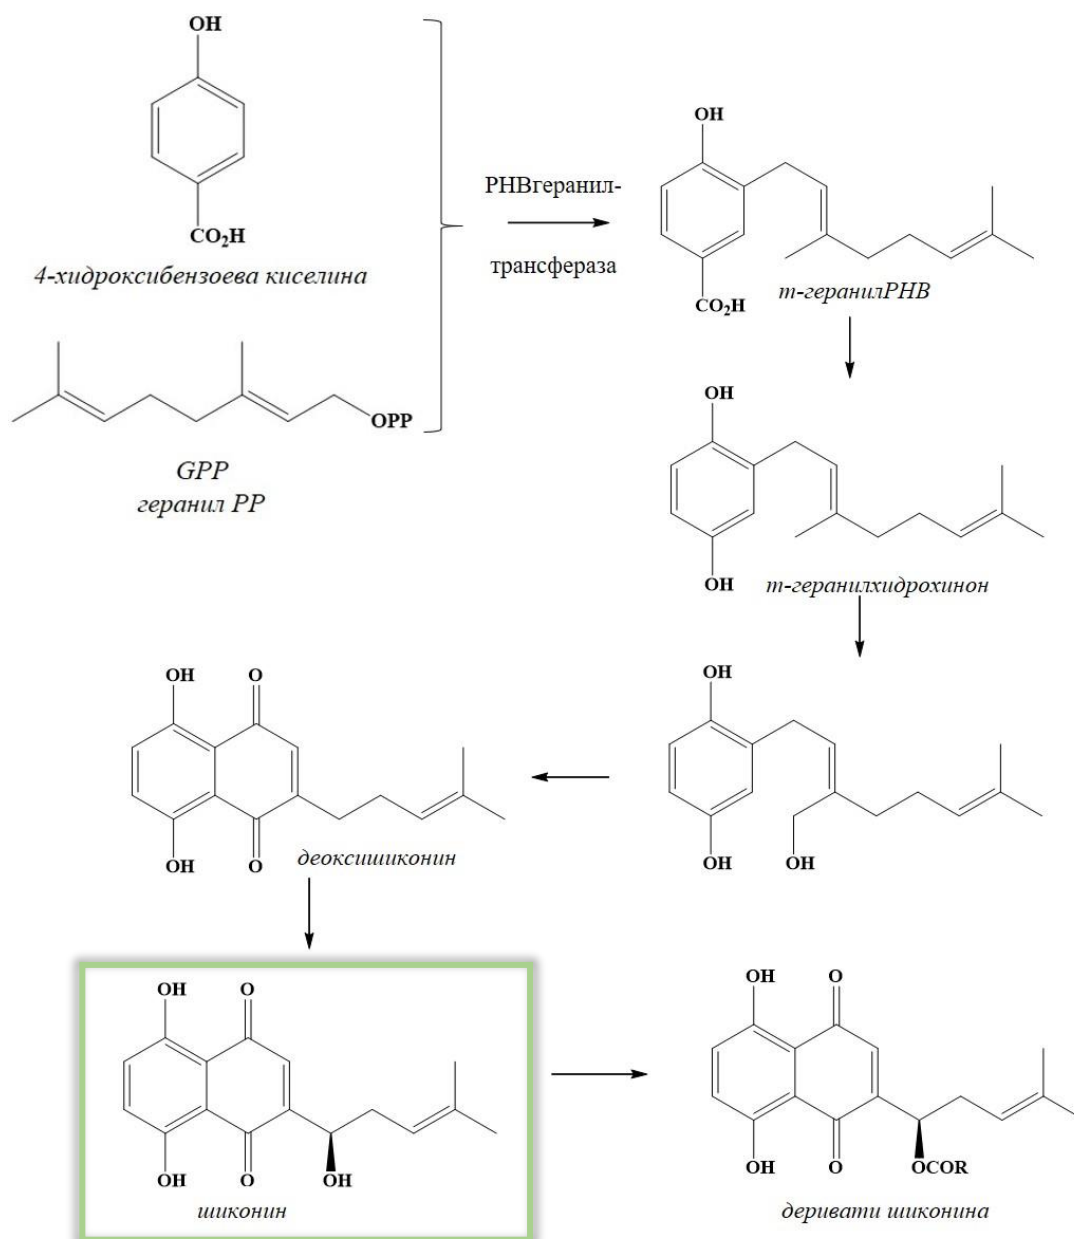 OH
CO₂H
4-хидроксибензоева киселина
OPP
GPP
геранил PP
PHBгеранил-
трансфераза
OH
CO₂H
m-геранилPHB
OH
OH
m-геранилхидрохинон
OH
OH
OH
OH
O
OH
O
деоксишиконин
OH
O
OH
O
OH
шиконин
OH
O
OH
O
OCOR
деривати шиконина